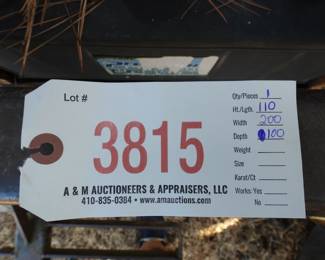 Lot #
3815
A & M AUCTIONEERS & APPRAISERS, LLC
410-835-0384 • www.amauctions.com
Qty/Pieces 1
Ht./Lgth. 110
Width 200
Depth 100
Weight
Size
Karat/Ct
Works: Yes
No